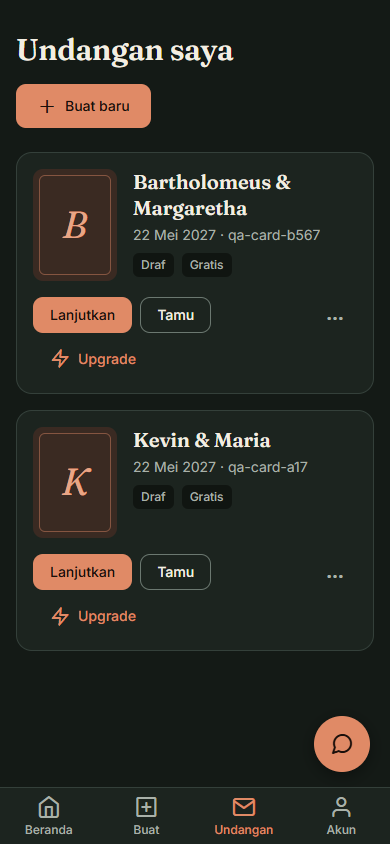 Undangan saya
Buat baru
B
Bartholomeus &
Margaretha
22 Mei 2027 · qa-card-b567
Draf Gratis
Lanjutkan Tamu ...
Upgrade
K
Kevin & Maria
22 Mei 2027 · qa-card-a17
Draf Gratis
Lanjutkan Tamu ...
Upgrade
Beranda Buat Undangan Akun